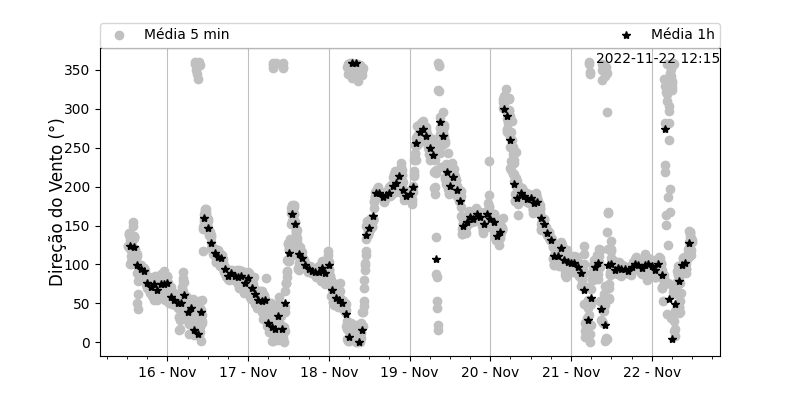 Média 5 min
Média 1h
2022-11-22 12:15
Direção do Vento (°)
350
300
250
200
150
100
50
0
16 - Nov
17 - Nov
18 - Nov
19 - Nov
20 - Nov
21 - Nov
22 - Nov